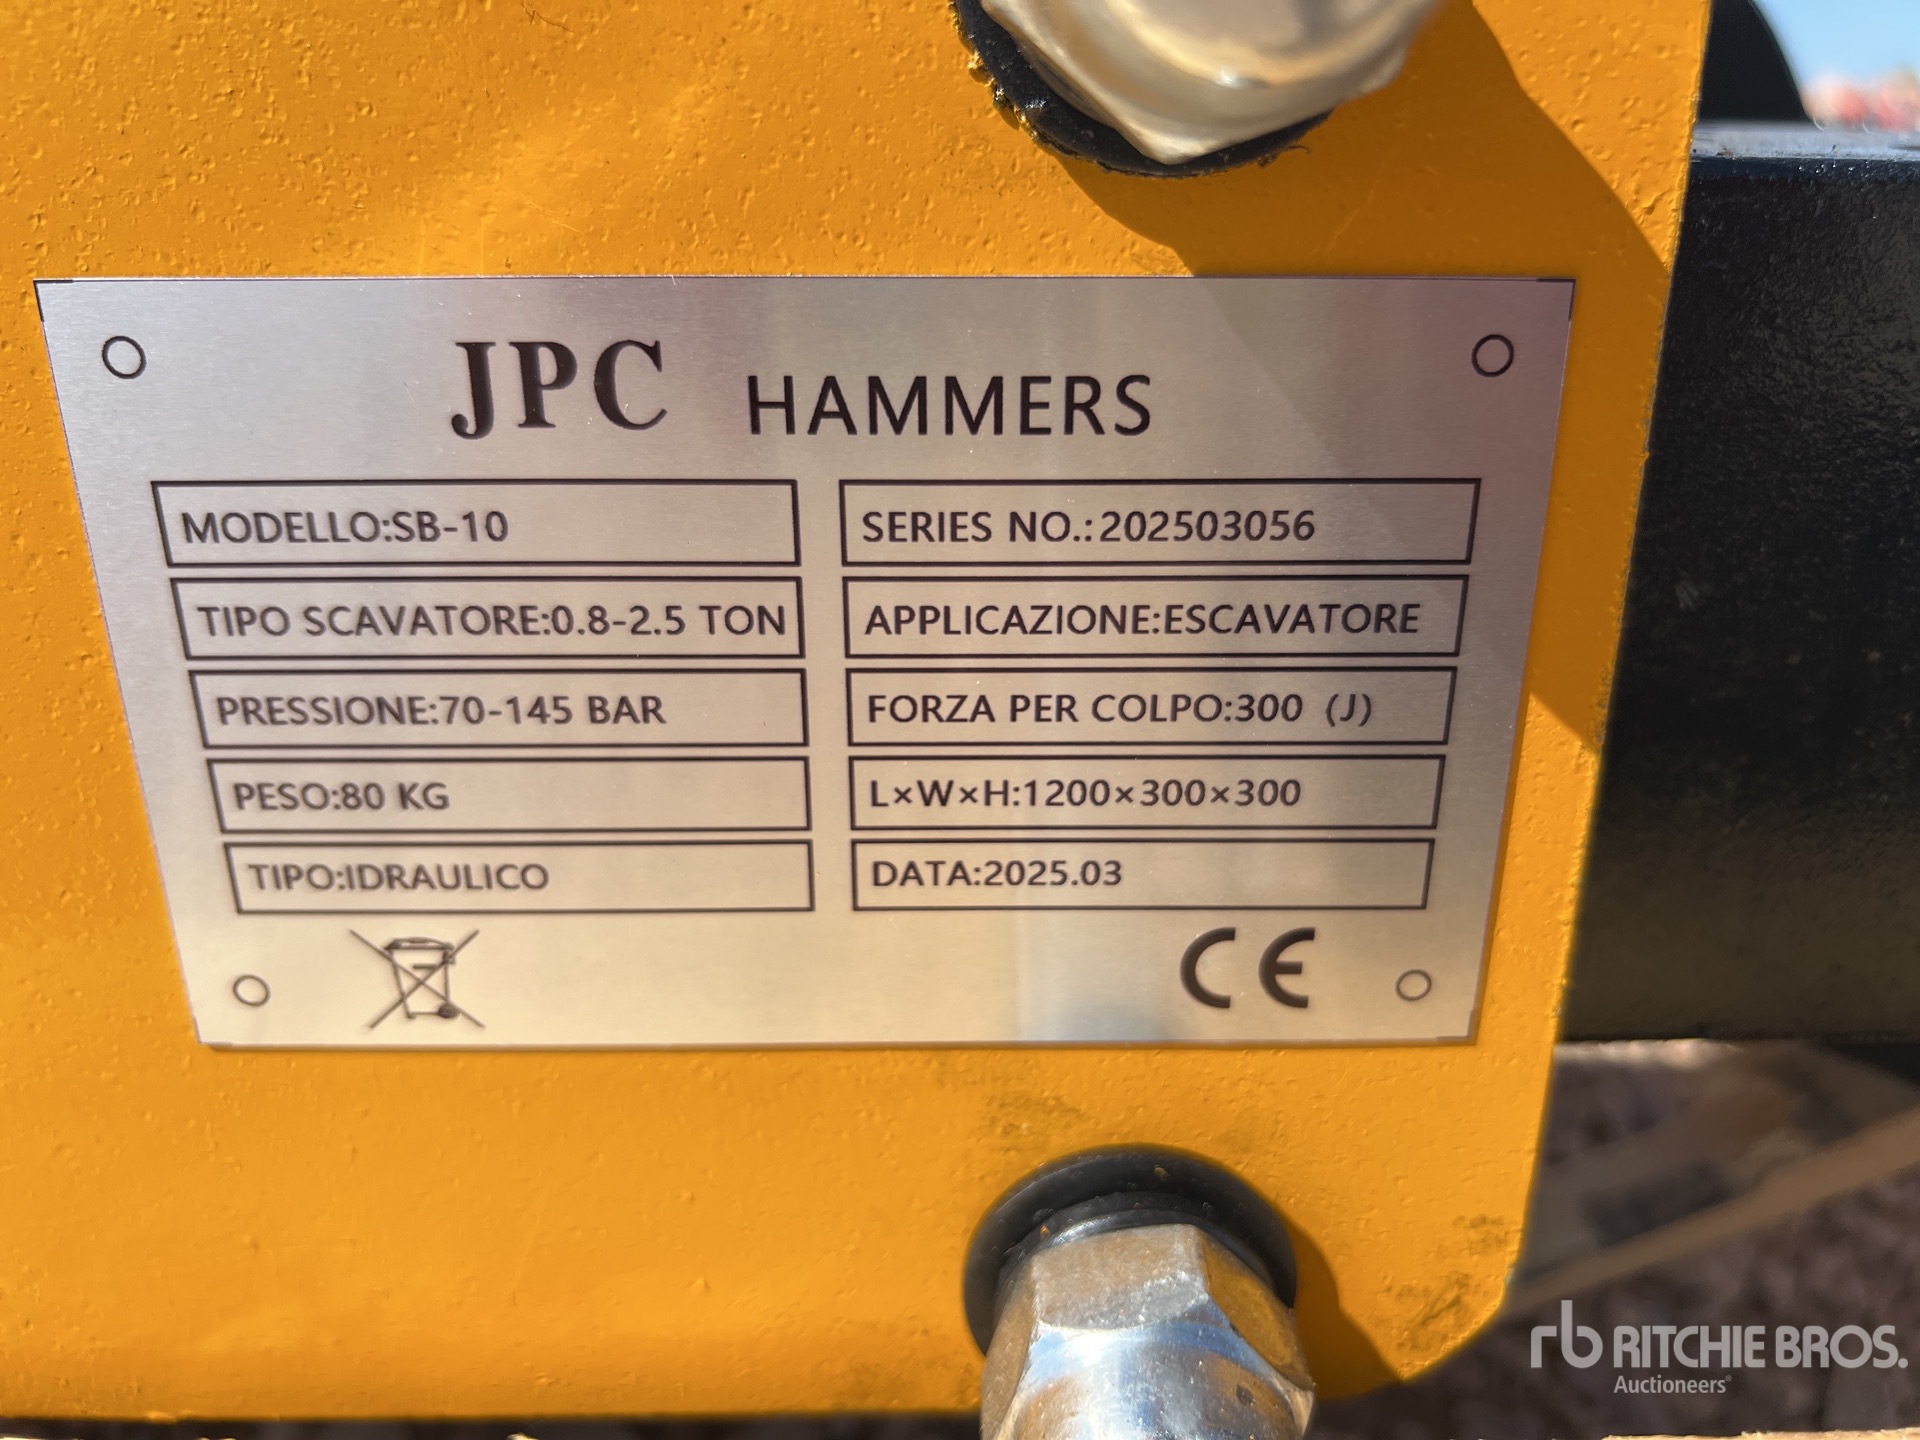 JPC HAMMERS
MODELLO:SB-10
SERIES NO.:202503056
TIPO SCAVATORE:0.8-2.5 TON
APPLICAZIONE:ESCAVATORE
PRESSIONE:70-145 BAR
FORZA PER COLPO:300 (J)
PESO:80 KG
L×W×H:1200×300×300
TIPO:IDRAULICO
DATA:2025.03
CE
rb RITCHIE BROS.
Auctioneers